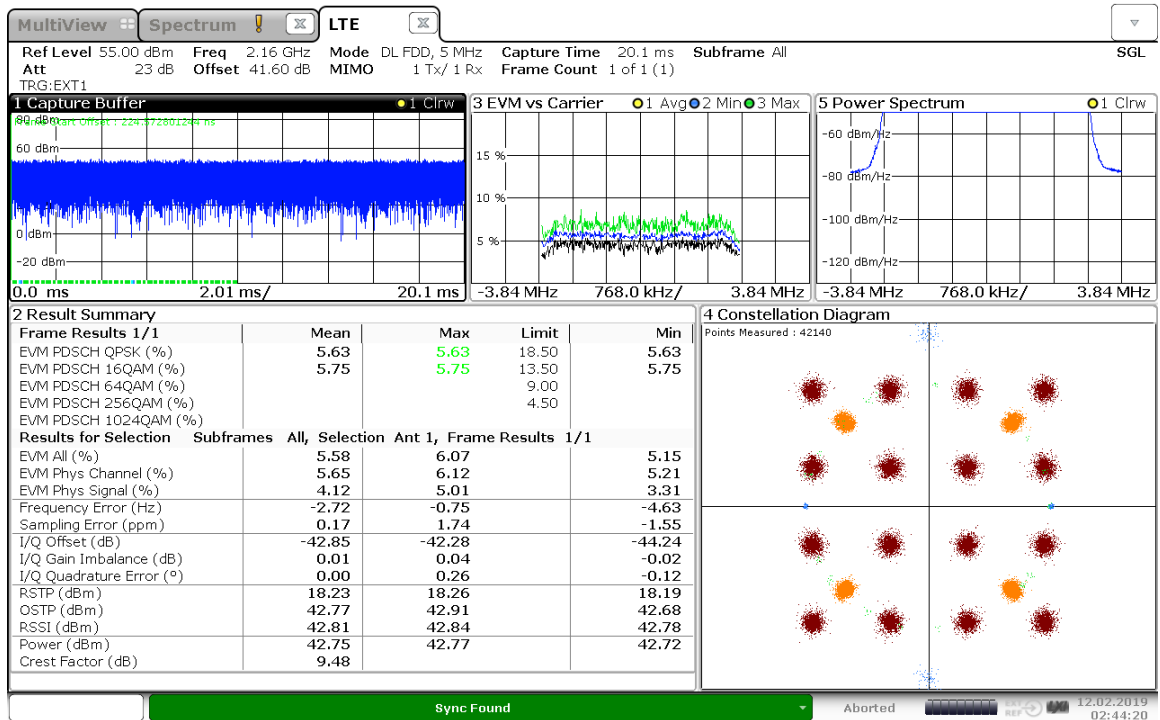 MultiView Spectrum ! x LTE x
Ref Level 55.00 dBm Freq 2.16 GHz Mode DL FDD, 5 MHz Capture Time 20.1 ms Subframe All SGL
Att 23 dB Offset 41.60 dB MIMO 1 Tx/ 1 Rx Frame Count 1 of 1 (1)
TRG:EXT1
1 Capture Buffer 1 Clrw
80 dBm
Frame Start Offset : 224.572801244 ns
60 dBm
0 dBm
-20 dBm
0.0 ms 2.01 ms/ 20.1 ms
3 EVM vs Carrier 1 Avg 2 Min 3 Max
15 %
10 %
5 %
-3.84 MHz 768.0 kHz/ 3.84 MHz
5 Power Spectrum 1 Clrw
-60 dBm/Hz
-80 dBm/Hz
-100 dBm/Hz
-120 dBm/Hz
-3.84 MHz 768.0 kHz/ 3.84 MHz
2 Result Summary
Frame Results 1/1 Mean Max Limit Min
EVM PDSCH QPSK (%) 5.63 5.63 18.50 5.63
EVM PDSCH 16QAM (%) 5.75 5.75 13.50 5.75
EVM PDSCH 64QAM (%) 9.00
EVM PDSCH 256QAM (%) 4.50
EVM PDSCH 1024QAM (%)
Results for Selection Subframes All, Selection Ant 1, Frame Results 1/1
EVM All (%) 5.58 6.07 5.15
EVM Phys Channel (%) 5.65 6.12 5.21
EVM Phys Signal (%) 4.12 5.01 3.31
Frequency Error (Hz) -2.72 -0.75 -4.63
Sampling Error (ppm) 0.17 1.74 -1.55
I/Q Offset (dB) -42.85 -42.28 -44.24
I/Q Gain Imbalance (dB) 0.01 0.04 -0.02
I/Q Quadrature Error (°) 0.00 0.26 -0.12
RSTP (dBm) 18.23 18.26 18.19
OSTP (dBm) 42.77 42.91 42.68
RSSI (dBm) 42.81 42.84 42.78
Power (dBm) 42.75 42.77 42.72
Crest Factor (dB) 9.48
4 Constellation Diagram
Points Measured : 42140
Sync Found
Aborted
12.02.2019
02:44:20